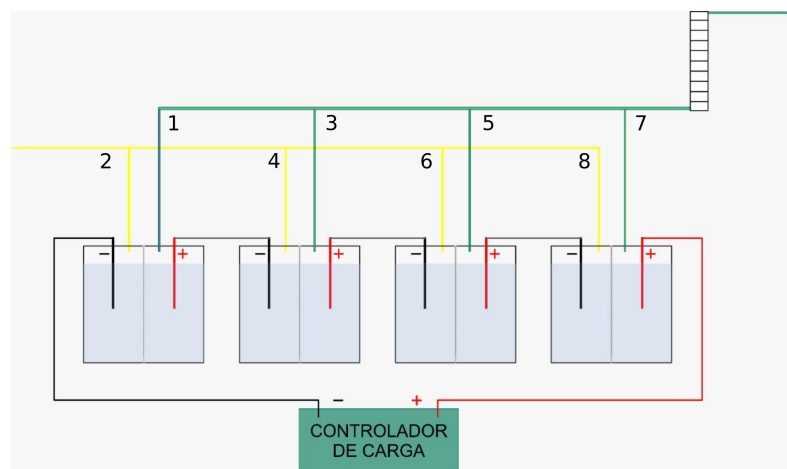 1 3 5 7
2 4 6 8
− + − + − + − +
− +
CONTROLADOR
DE CARGA